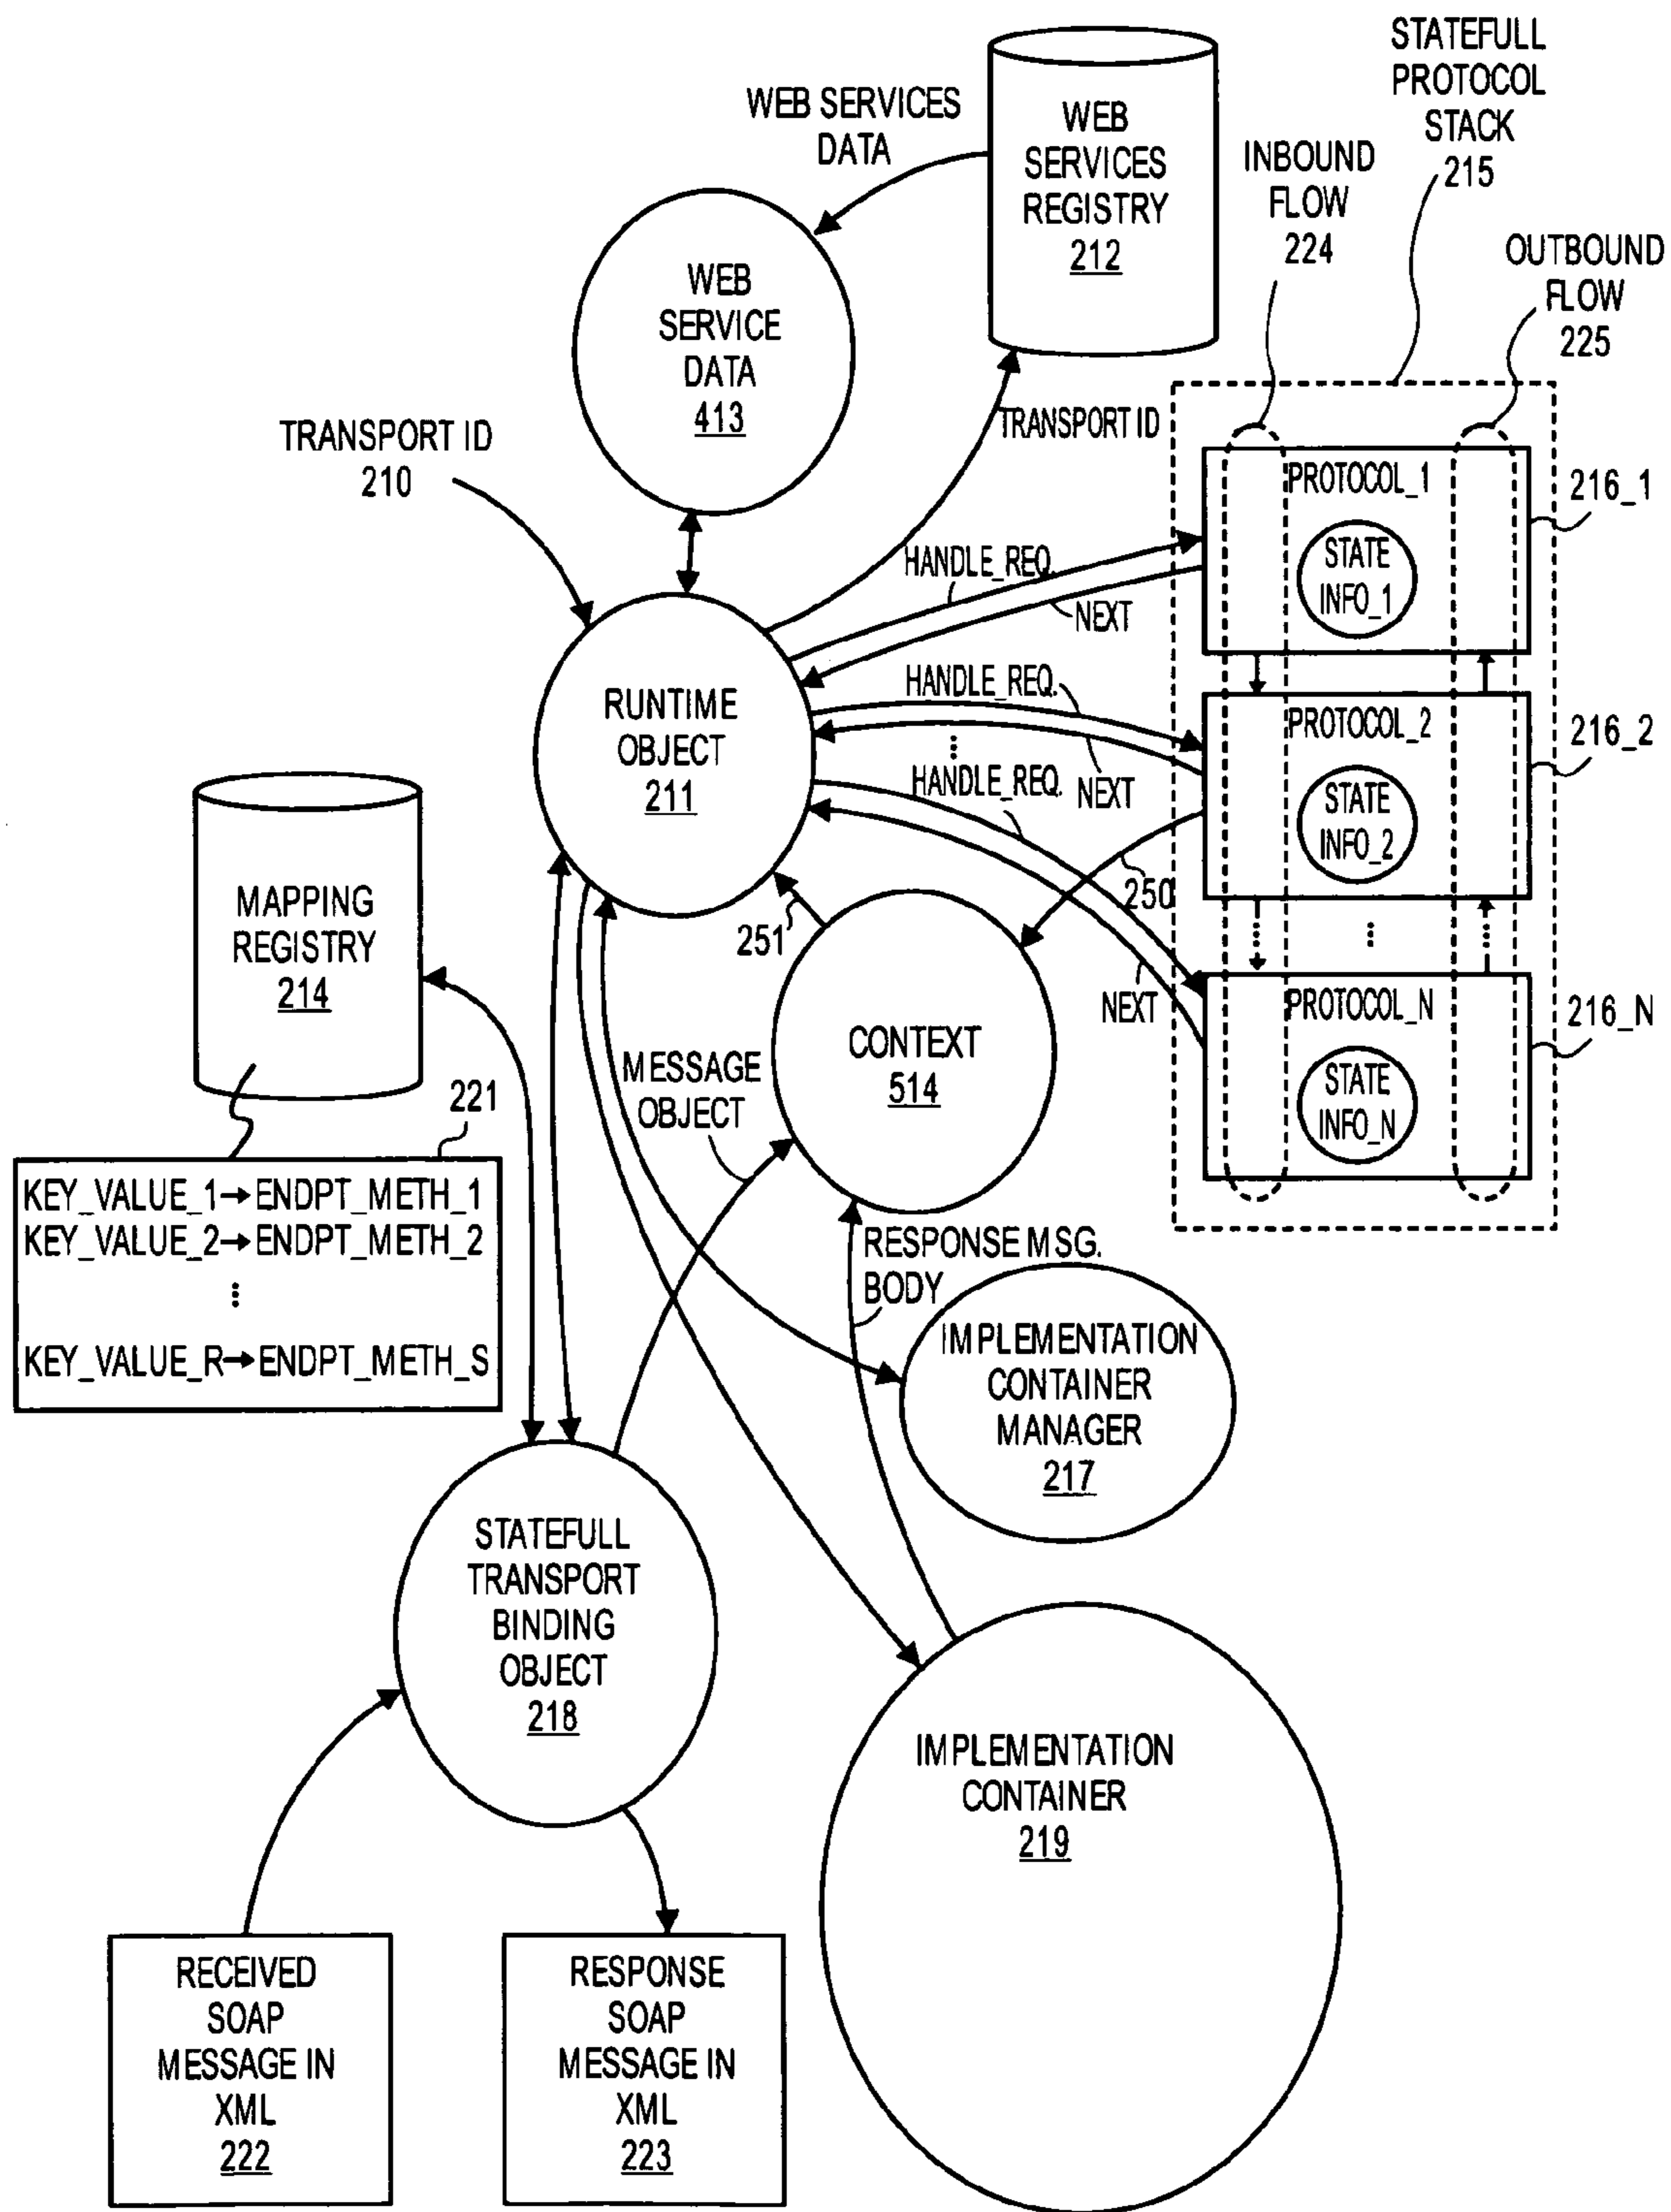 STATEFULL
PROTOCOL
STACK
215
WEB SERVICES
DATA
WEB
SERVICES
REGISTRY
212
INBOUND
FLOW
224
OUTBOUND
FLOW
225
WEB
SERVICE
DATA
413
TRANSPORT ID
210
TRANSPORT ID
PROTOCOL_1
STATE
INFO_1
216_1
HANDLE_REQ.
NEXT
RUNTIME
OBJECT
211
HANDLE_REQ.
NEXT
HANDLE_REQ.
NEXT
PROTOCOL_2
STATE
INFO_2
216_2
250
251
PROTOCOL_N
STATE
INFO_N
216_N
MAPPING
REGISTRY
214
CONTEXT
514
MESSAGE
OBJECT
221
KEY_VALUE_1→ENDPT_METH_1
KEY_VALUE_2→ENDPT_METH_2
KEY_VALUE_R→ENDPT_METH_S
RESPONSE MSG.
BODY
IMPLEMENTATION
CONTAINER
MANAGER
217
STATEFULL
TRANSPORT
BINDING
OBJECT
218
IMPLEMENTATION
CONTAINER
219
RECEIVED
SOAP
MESSAGE IN
XML
222
RESPONSE
SOAP
MESSAGE IN
XML
223